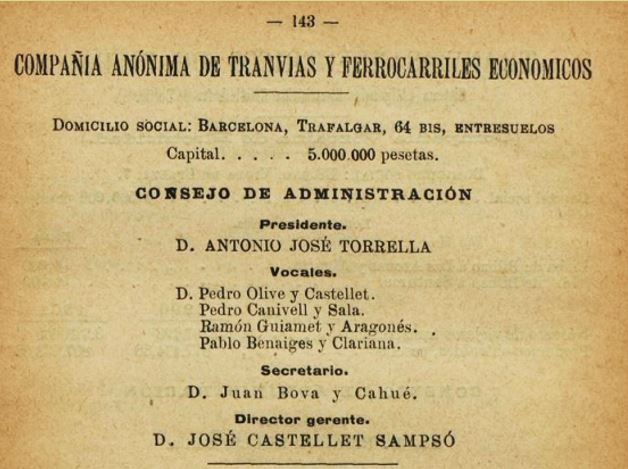 — 143 —
COMPAÑIA ANÓNIMA DE TRANVIAS Y FERROCARRILES ECONOMICOS
DOMICILIO SOCIAL: BARCELONA, TRAFALGAR, 64 BIS, ENTRESUELOS
Capital. . . . . 5.000.000 pesetas.
CONSEJO DE ADMINISTRACIÓN
Presidente.
D. ANTONIO JOSÉ TORRELLA
Vocales.
D. Pedro Olive y Castellet.
Pedro Canivell y Sala.
Ramón Guiamet y Aragonés.
Pablo Benaiges y Clariana.
Secretario.
D. Juan Bova y Cahué.
Director gerente.
D. JOSÉ CASTELLET SAMPSÓ